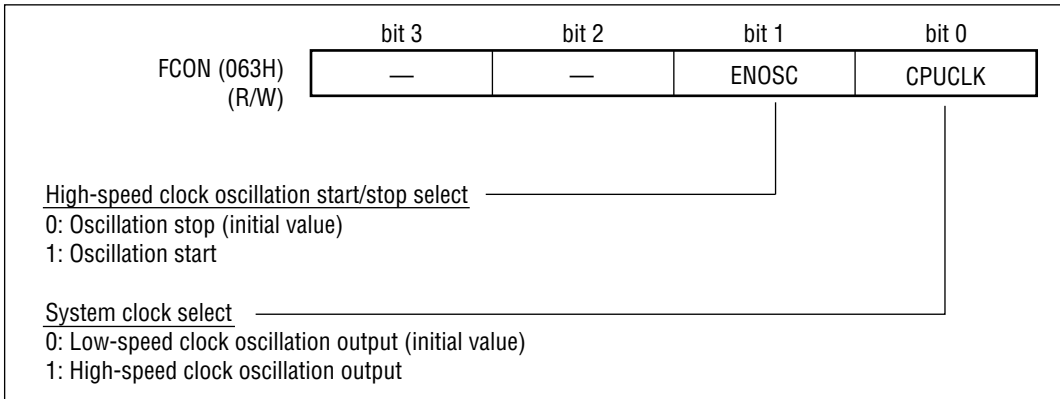 bit 3 bit 2 bit 1 bit 0
FCON (063H) — — ENOSC CPUCLK
(R/W)
High-speed clock oscillation start/stop select
0: Oscillation stop (initial value)
1: Oscillation start
System clock select
0: Low-speed clock oscillation output (initial value)
1: High-speed clock oscillation output